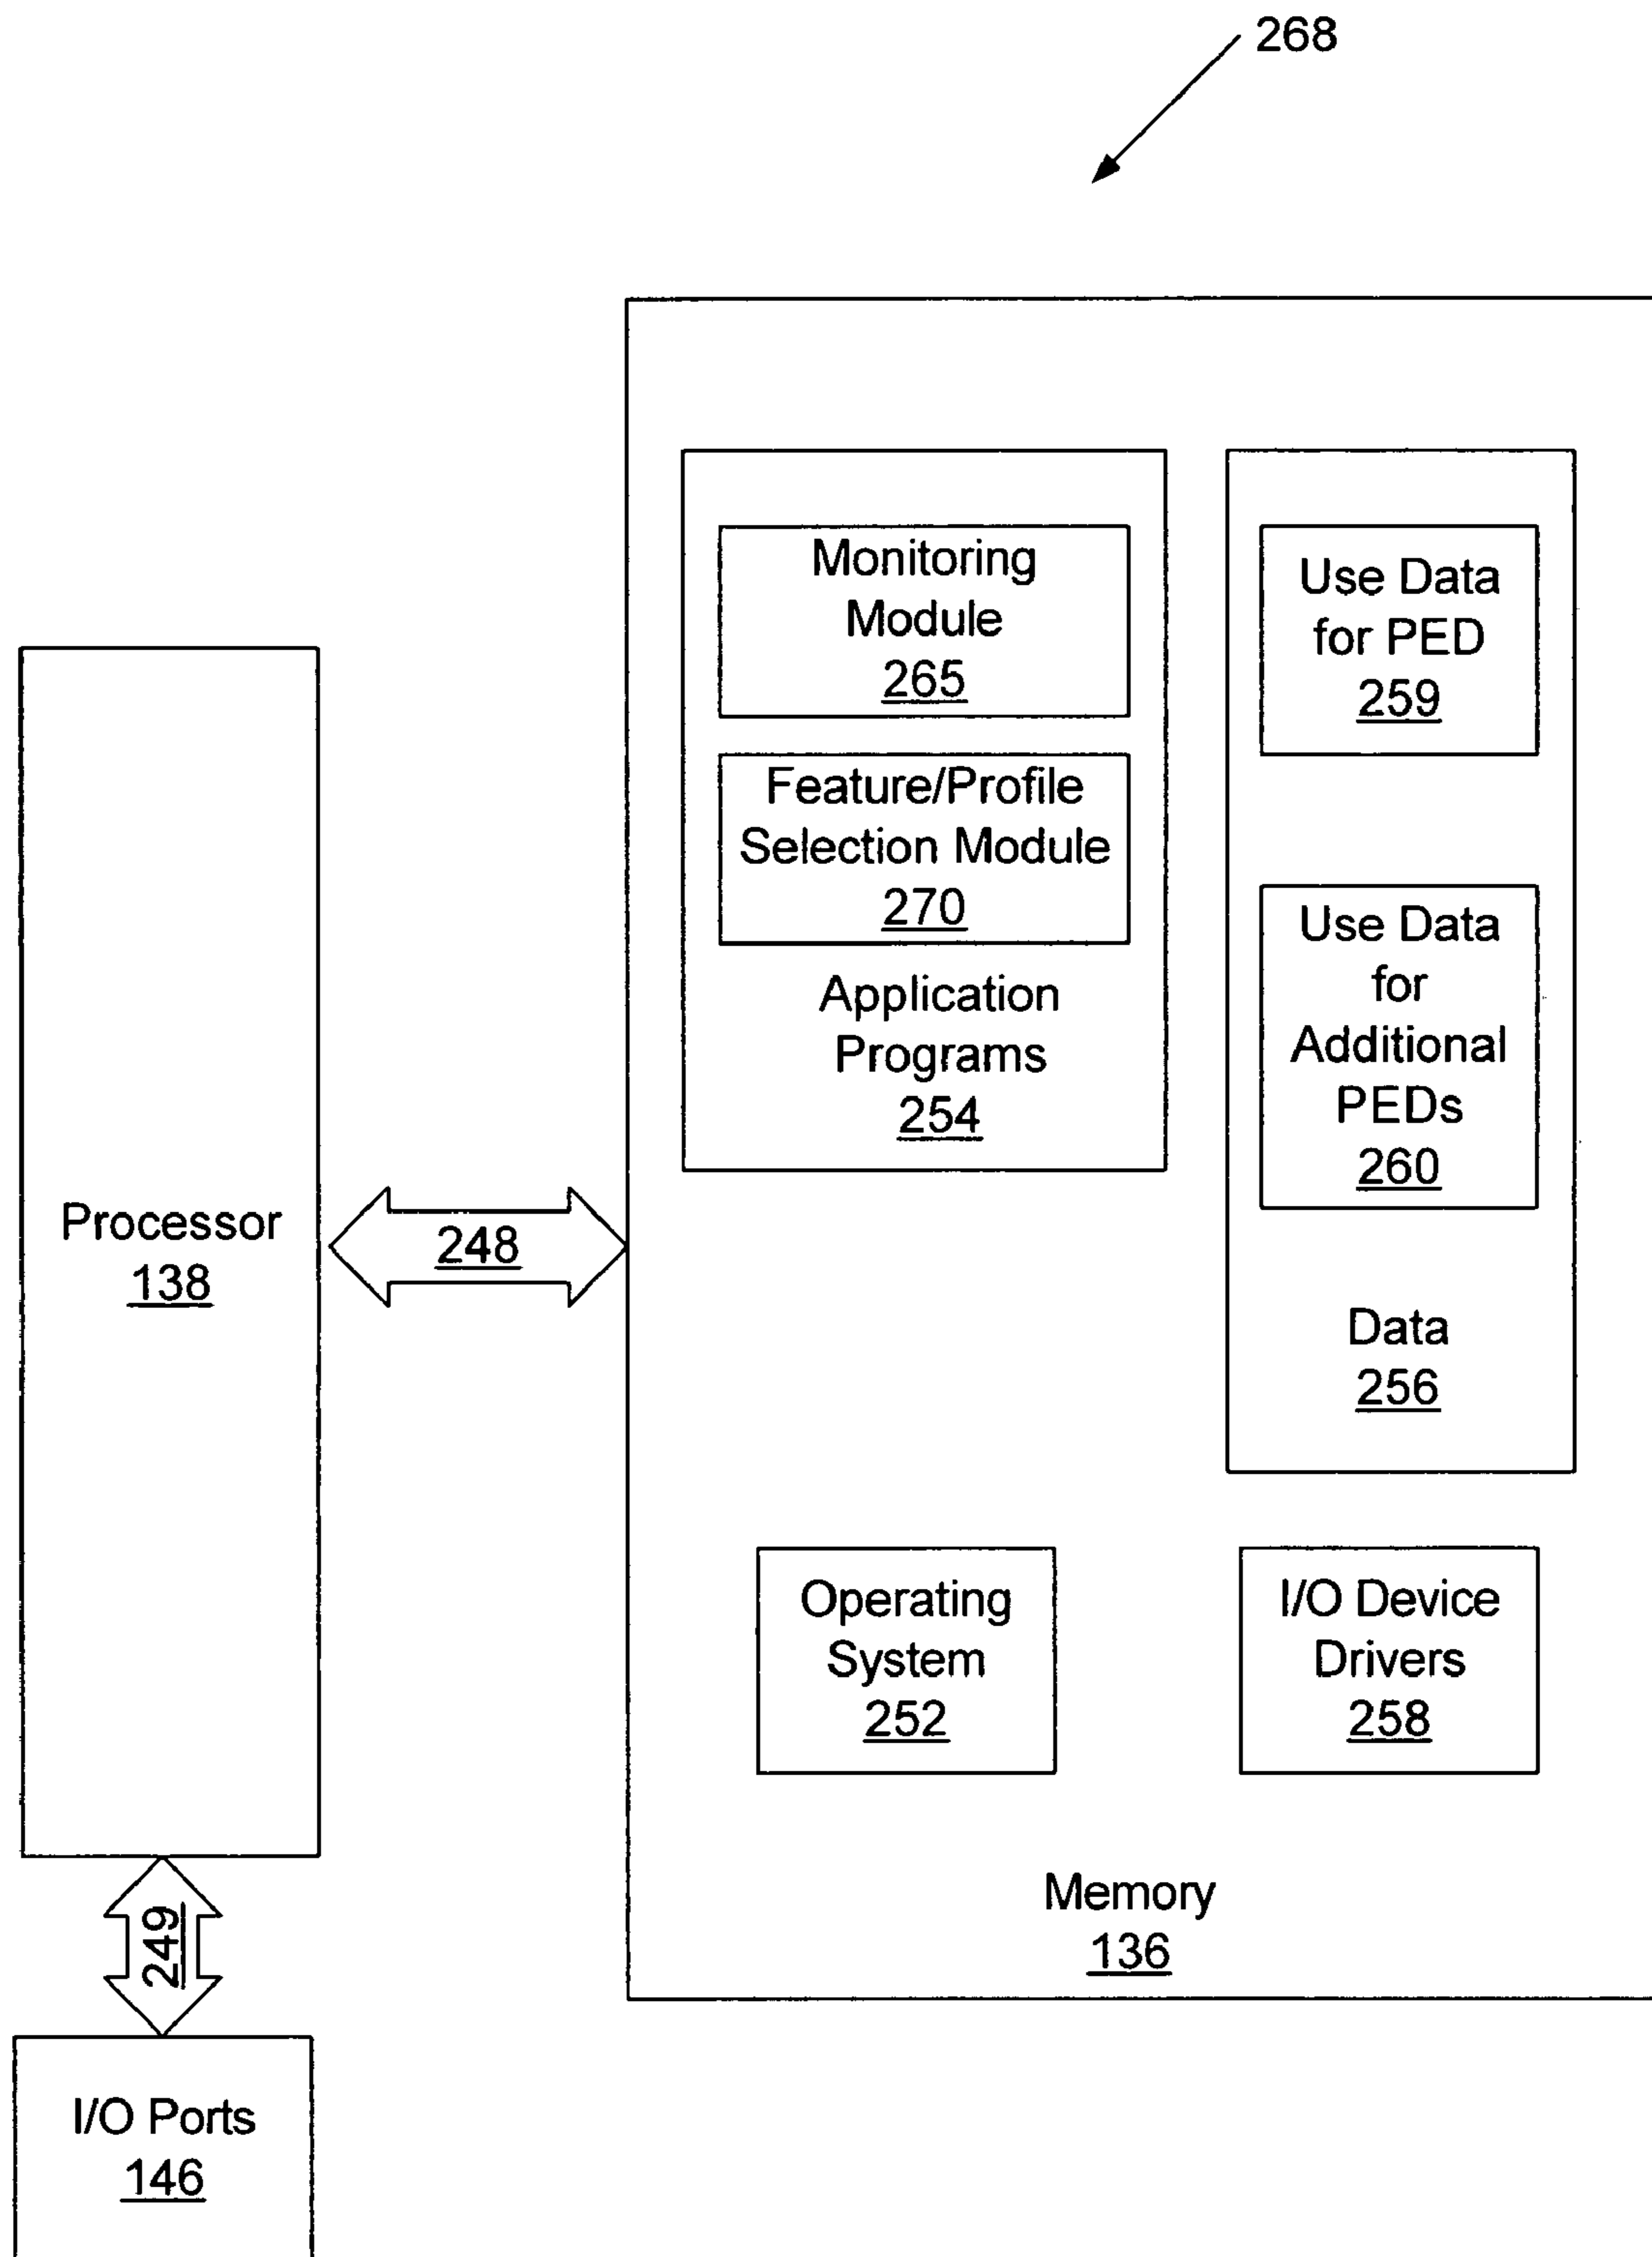 268
Monitoring
Module
265
Feature/Profile
Selection Module
270
Application
Programs
254
Use Data
for PED
259
Use Data
for
Additional
PEDs
260
Data
256
Processor
138
248
Operating
System
252
I/O Device
Drivers
258
Memory
136
249
I/O Ports
146